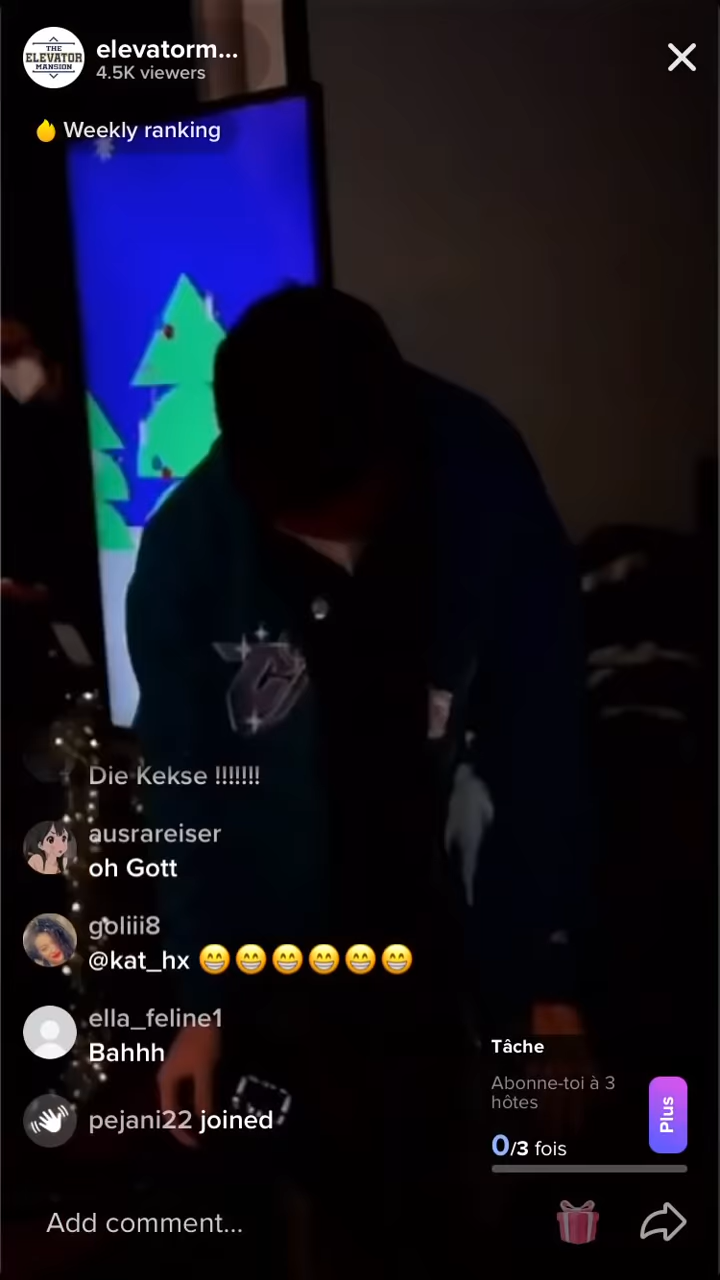 THE
ELEVATOR
MANSION
elevatorm...
4.5K viewers
Weekly ranking
Die Kekse !!!!!!!
ausrareiser
oh Gott
goliii8
@kat_hx 😁😁😁😁😁😁
ella_feline1
Bahhh
pejani22 joined
Tâche
Abonne-toi à 3
hôtes
0/3 fois
Plus
Add comment...
C